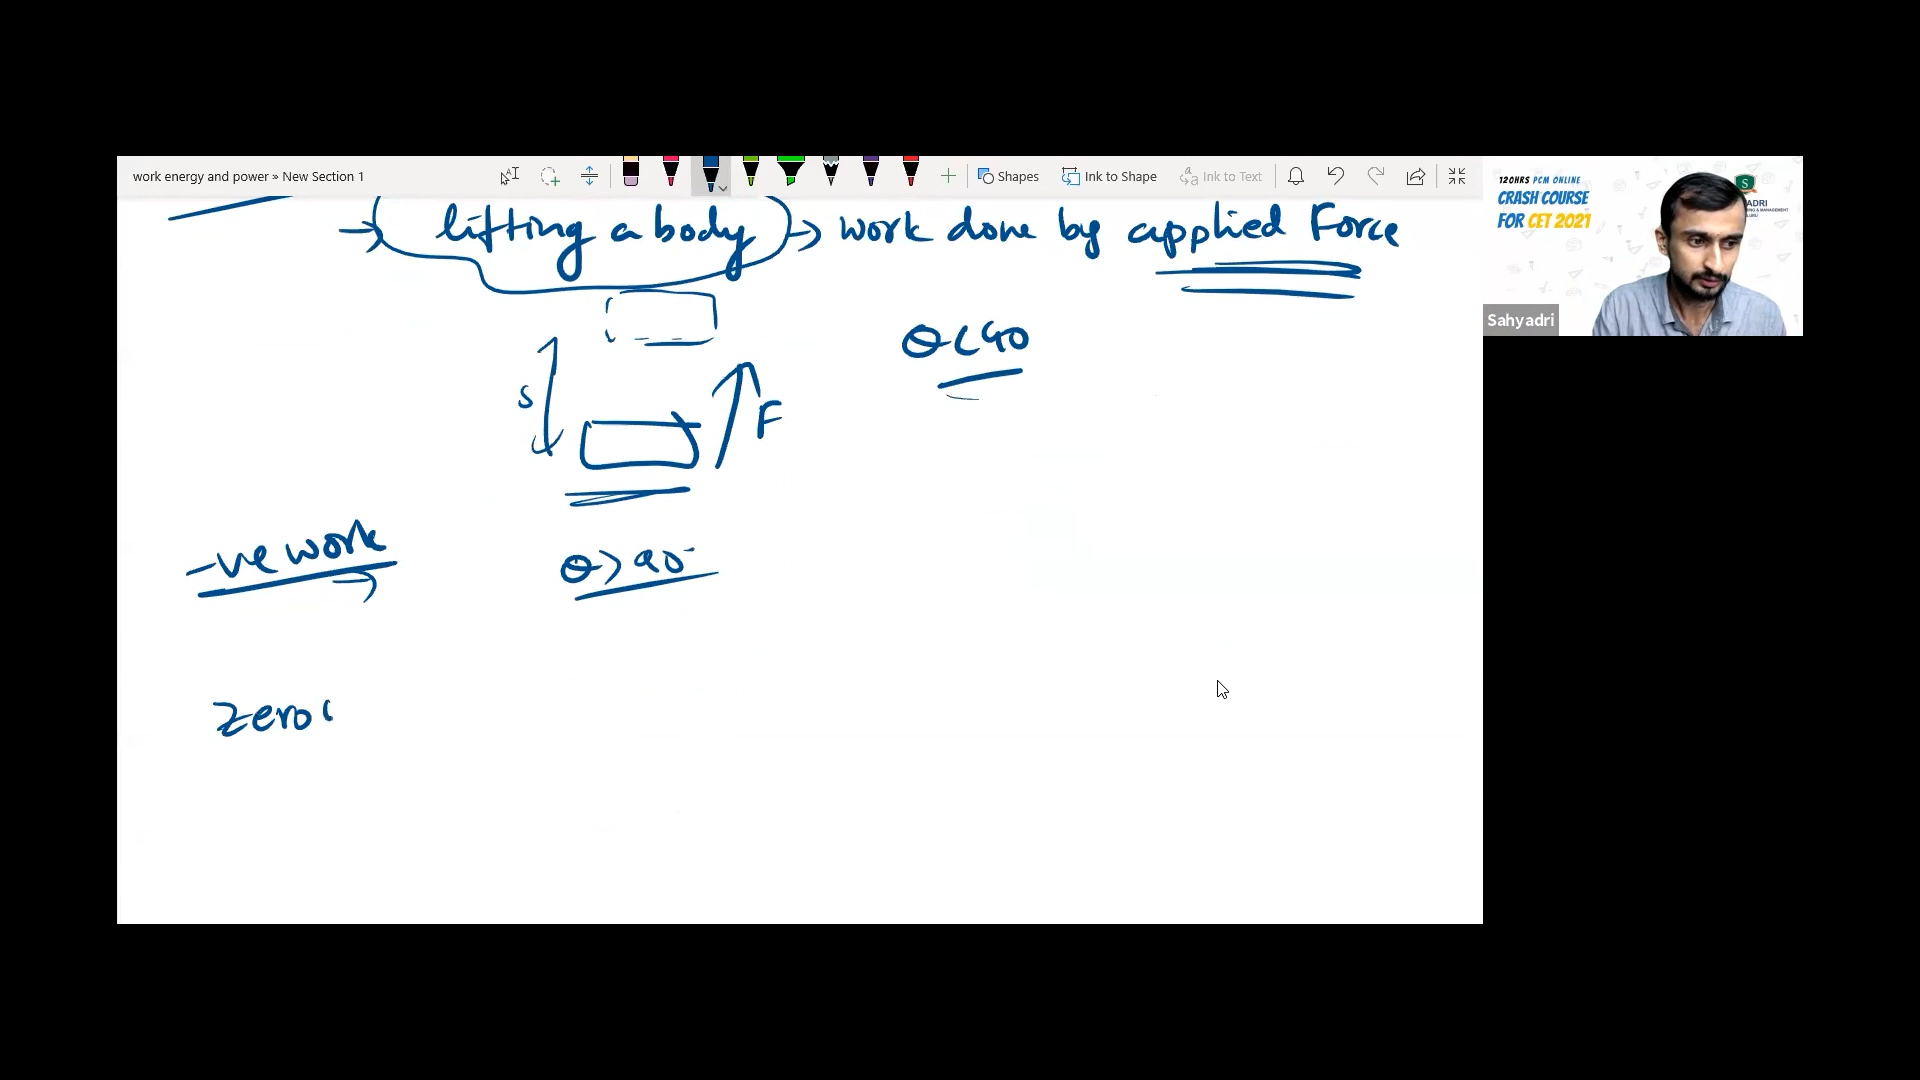 work energy and power » New Section 1
Shapes
Ink to Shape
Ink to Text
120HRS PCM ONLINE
CRASH COURSE
FOR CET 2021
S
ADRI
Sahyadri
→ lifting a body → work done by applied Force
θ < 90
S
F
-ve work
θ > 90
zero